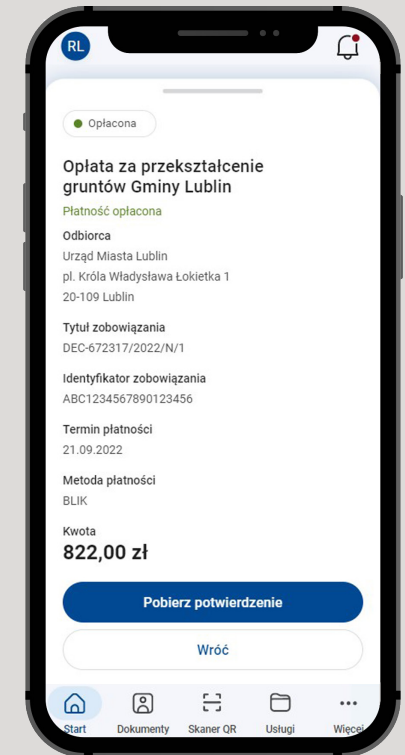 RL
Opłacona
Opłata za przekształcenie
gruntów Gminy Lublin
Płatność opłacona
Odbiorca
Urząd Miasta Lublin
pl. Króla Władysława Łokietka 1
20-109 Lublin
Tytuł zobowiązania
DEC-672317/2022/N/1
Identyfikator zobowiązania
ABC1234567890123456
Termin płatności
21.09.2022
Metoda płatności
BLIK
Kwota
822,00 zł
Pobierz potwierdzenie
Wróć
Start Dokumenty Skaner QR Usługi Więcej